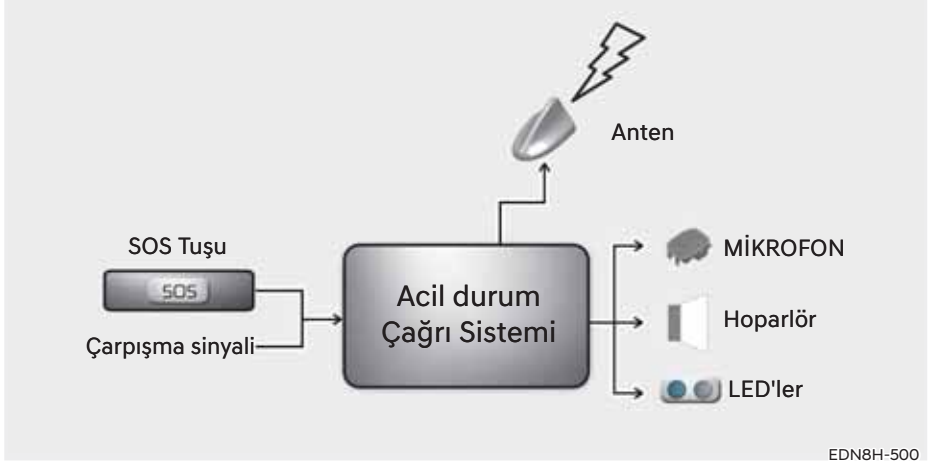 Anten
SOS Tuşu
SOS
Çarpışma sinyali
Acil durum
Çağrı Sistemi
MİKROFON
Hoparlör
LED'ler
EDN8H-500